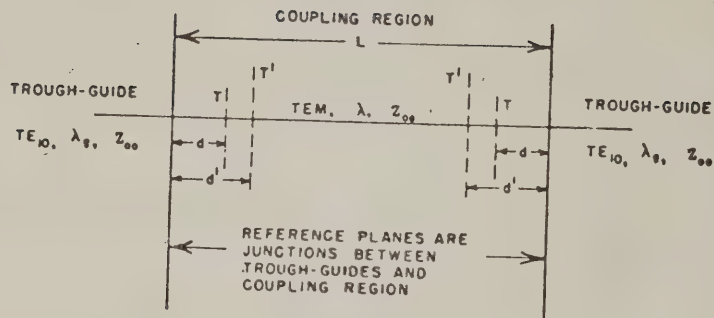 COUPLING REGION
L
T'
T'
TROUGH-GUIDE
T
TEM, λ, Z₀₀
T
TROUGH-GUIDE
TE₁₀, λg, Z₀₀
d
d
TE₁₀, λg, Z₀₀
d'
d'
REFERENCE PLANES ARE
JUNCTIONS BETWEEN
TROUGH-GUIDES AND
COUPLING REGION